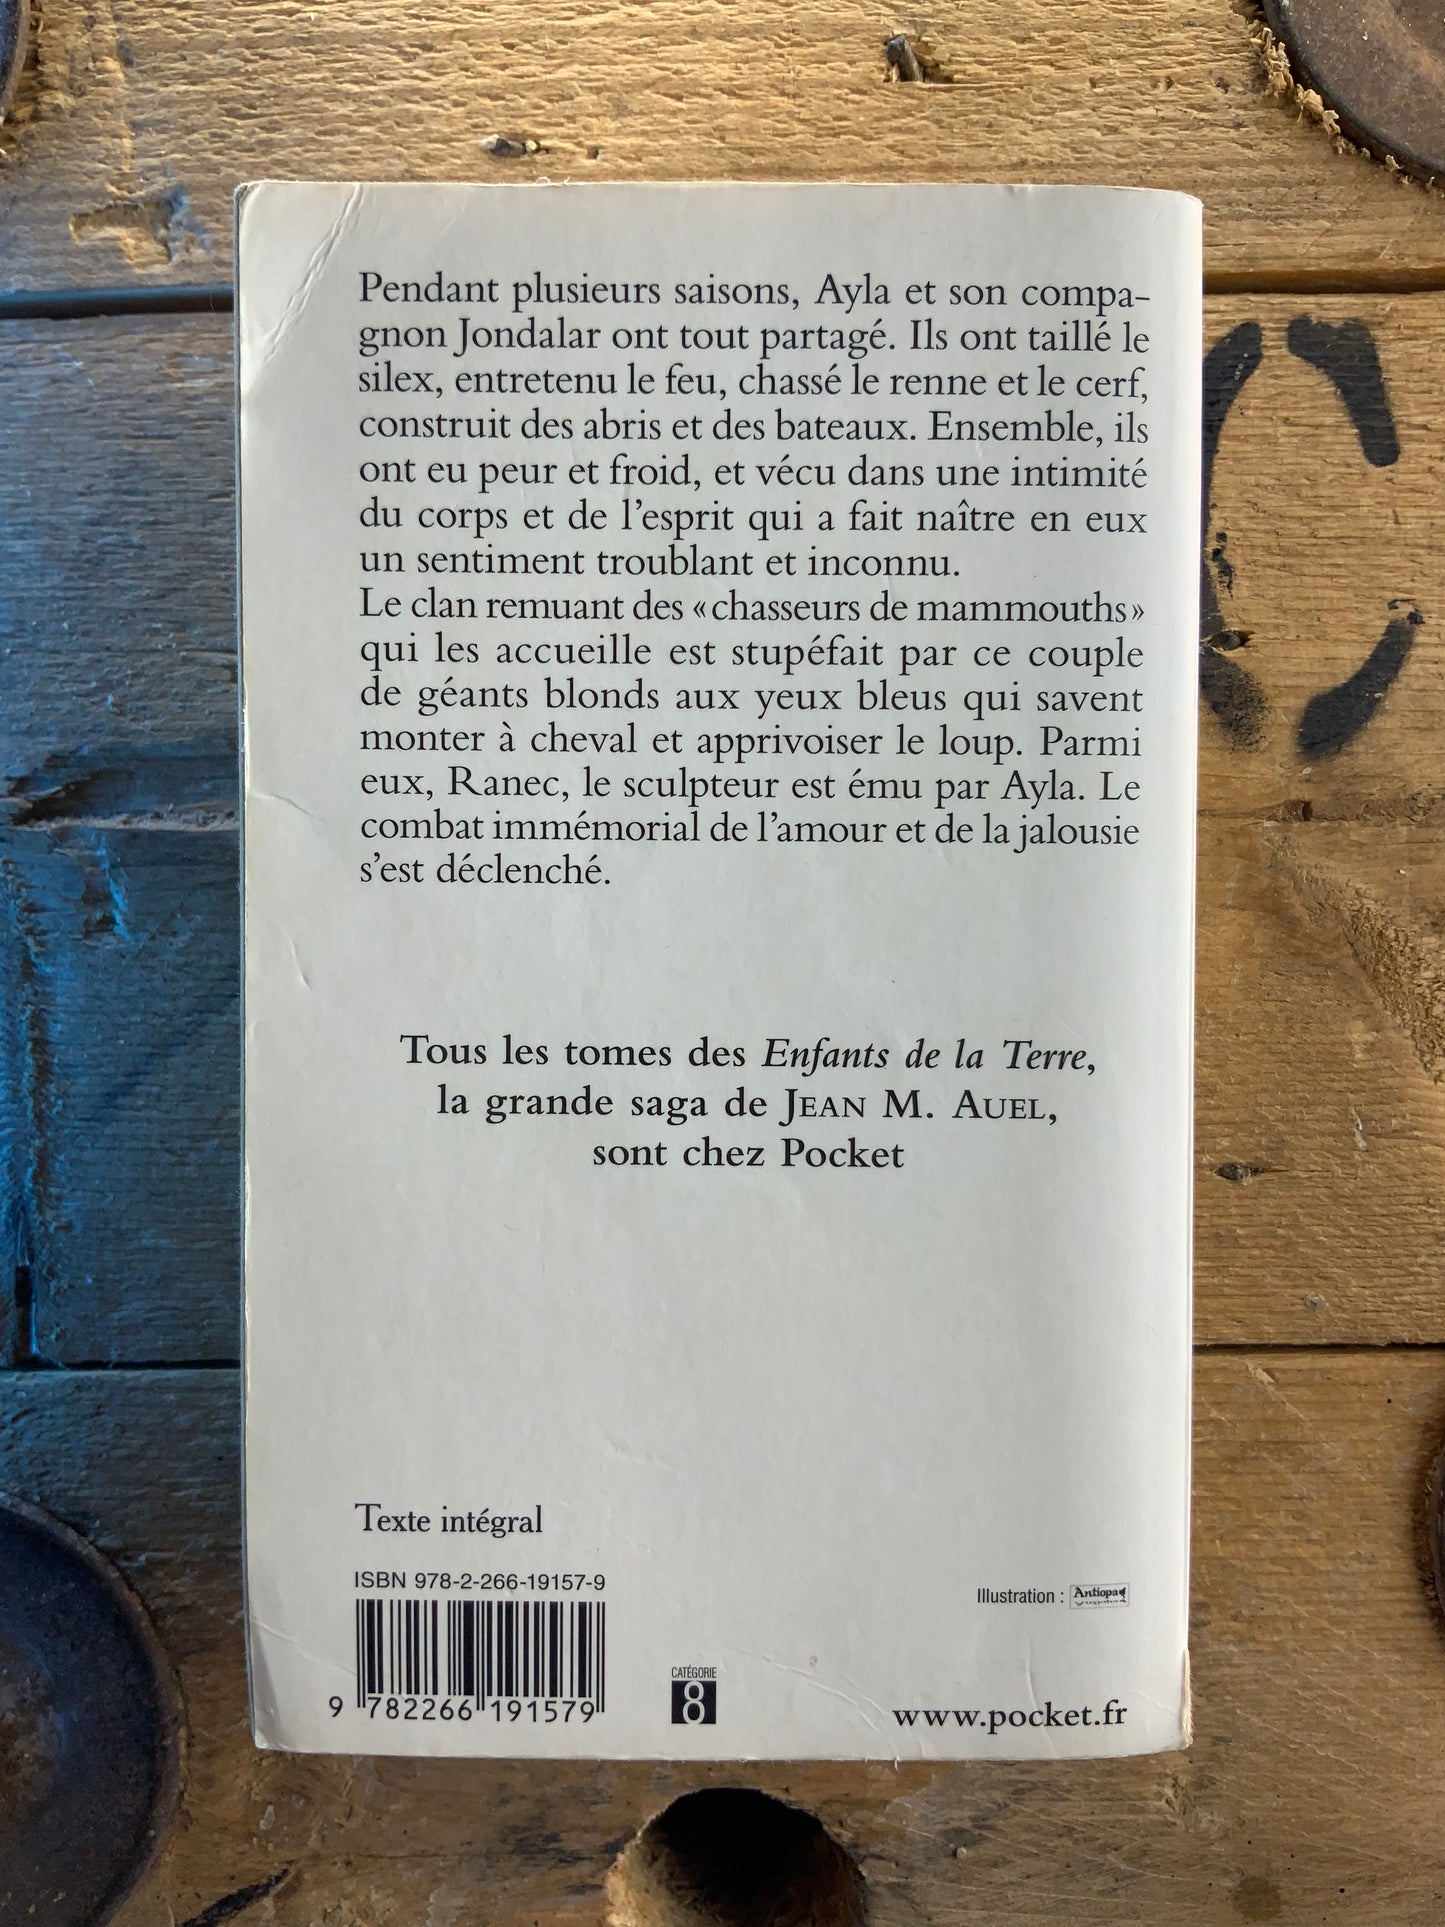 Pendant plusieurs saisons, Ayla et son compa-
gnon Jondalar ont tout partagé. Ils ont taillé le
silex, entretenu le feu, chassé le renne et le cerf,
construit des abris et des bateaux. Ensemble, ils
ont eu peur et froid, et vécu dans une intimité
du corps et de l'esprit qui a fait naître en eux
un sentiment troublant et inconnu.
Le clan remuant des «chasseurs de mammouths»
qui les accueille est stupéfait par ce couple
de géants blonds aux yeux bleus qui savent
monter à cheval et apprivoiser le loup. Parmi
eux, Ranec, le sculpteur est ému par Ayla. Le
combat immémorial de l'amour et de la jalousie
s'est déclenché.
Tous les tomes des Enfants de la Terre,
la grande saga de JEAN M. AUEL,
sont chez Pocket
Texte intégral
ISBN 978-2-266-19157-9
9 782266 191579
CATÉGORIE
8
Illustration : Antiopa
www.pocket.fr